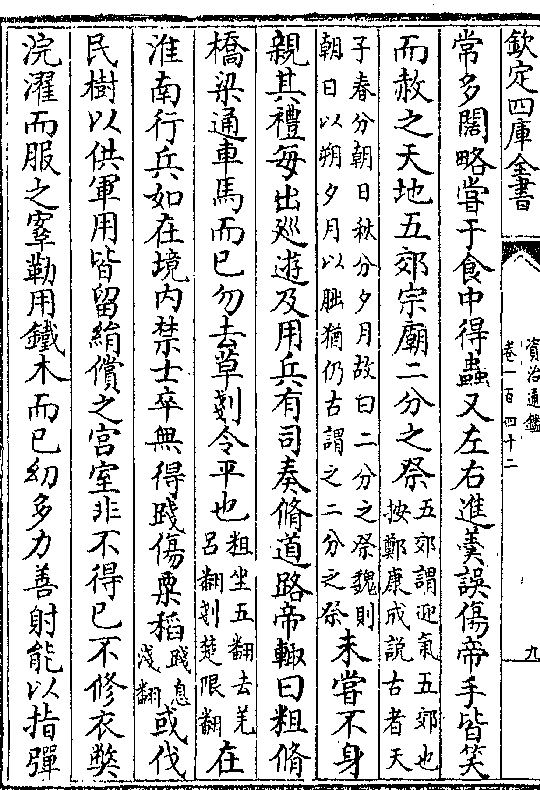 欽定四庫全書
資治通鑑
卷一百四十二
九
常多闊略嘗于食中得蟲又左右進羹誤傷帝手皆笑
而赦之天地五郊宗廟二分之祭五郊謂迎氣五郊也
按鄭康成説古者天
子春分朝日秋分夕月故曰二分之祭魏則
朝日以朔夕月以朏猶仍古謂之二分之祭未嘗不身
親其禮每出廵遊及用兵有司奏脩道路帝輙曰粗脩
橋梁通車馬而已勿去草剗令平也粗坐五翻去羌
呂翻剗楚限翻在
淮南行兵如在境内禁士卒無得踐傷粟稻踐息
淺翻或伐
民樹以供軍用皆留絹償之宮室非不得已不修衣獘
浣濯而服之鞌勒用鐵木而已幼多力善射能以指彈